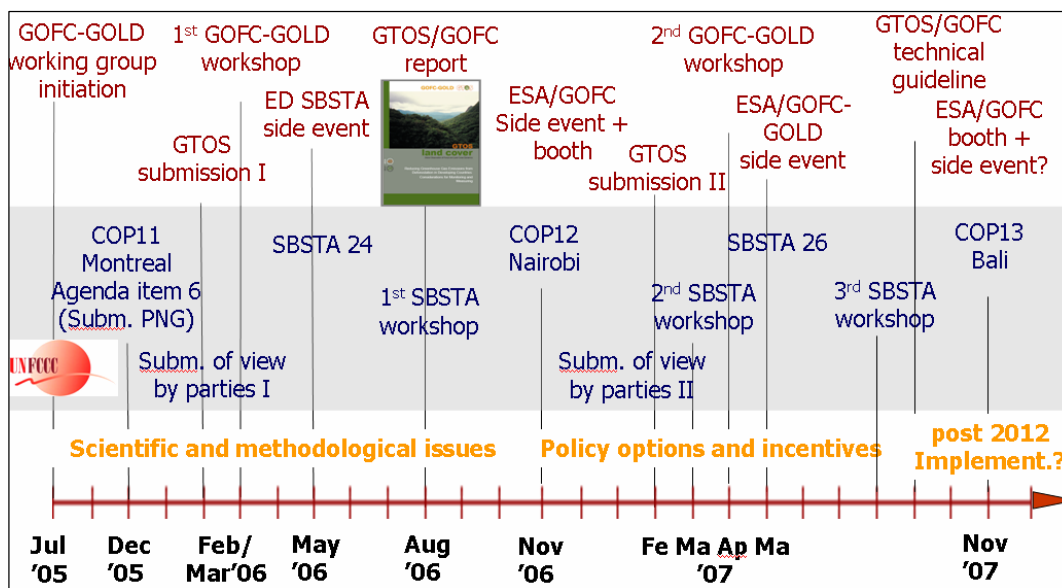 GOFC-GOLD
working group
initiation
1st GOFC-GOLD
workshop
GTOS
submission I
ED SBSTA
side event
GTOS/GOFC
report
GOFC-GOLD
GTOS
land cover
ESA/GOFC
Side event +
booth
2nd GOFC-GOLD
workshop
GTOS
submission II
ESA/GOFC-
GOLD
side event
GTOS/GOFC
technical
guideline
ESA/GOFC
booth +
side event?
COP11
Montreal
Agenda item 6
(Subm. PNG)
UNFCCC
Subm. of view
by parties I
SBSTA 24
1st SBSTA
workshop
COP12
Nairobi
Subm. of view
by parties II
2nd SBSTA
workshop
SBSTA 26
3rd SBSTA
workshop
COP13
Bali
Scientific and methodological issues
Policy options and incentives
post 2012
Implement.?
Jul
'05
Dec
'05
Feb/
Mar'06
May
'06
Aug
'06
Nov
'06
Fe Ma Ap Ma
'07
Nov
'07